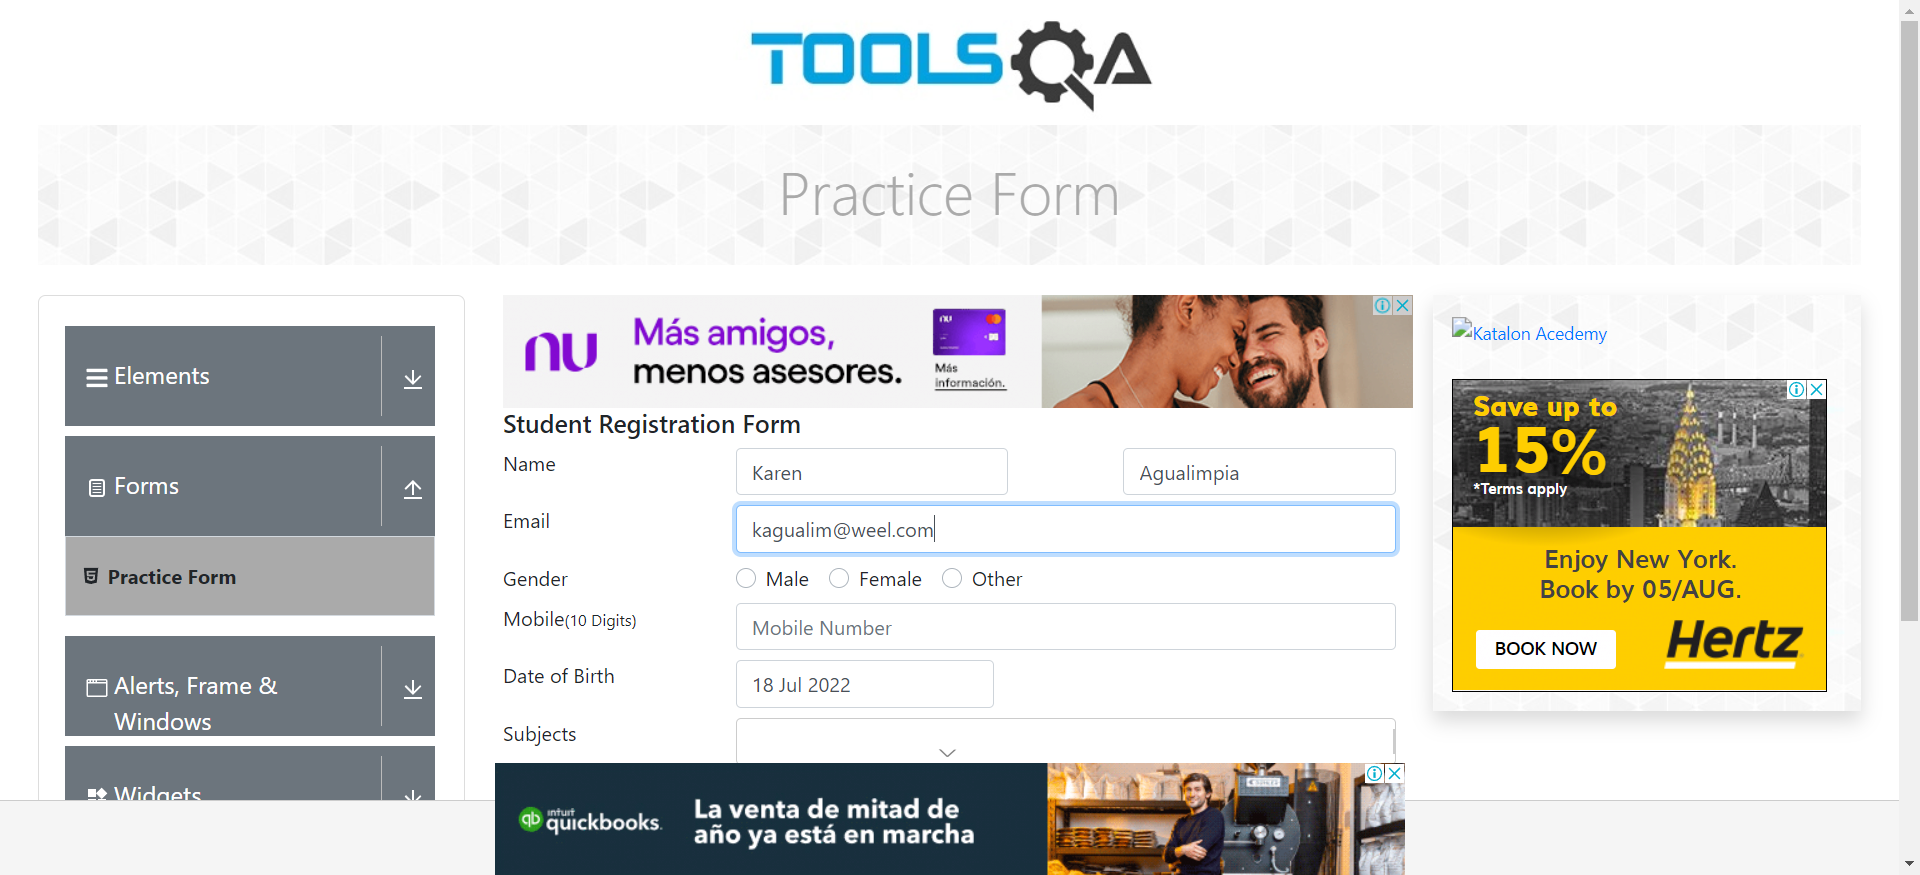 TOOLSQA
Practice Form
Elements
Forms
Practice Form
Alerts, Frame &
Windows
Widgets
nu
Más amigos,
menos asesores.
nu
Más
información.
Student Registration Form
Name
Karen
Agualimpia
Email
kagualim@weel.com
Gender
Male
Female
Other
Mobile(10 Digits)
Mobile Number
Date of Birth
18 Jul 2022
Subjects
qb
intuit
quickbooks.
La venta de mitad de
año ya está en marcha
Katalon Acedemy
Save up to
15%
*Terms apply
Enjoy New York.
Book by 05/AUG.
BOOK NOW
Hertz